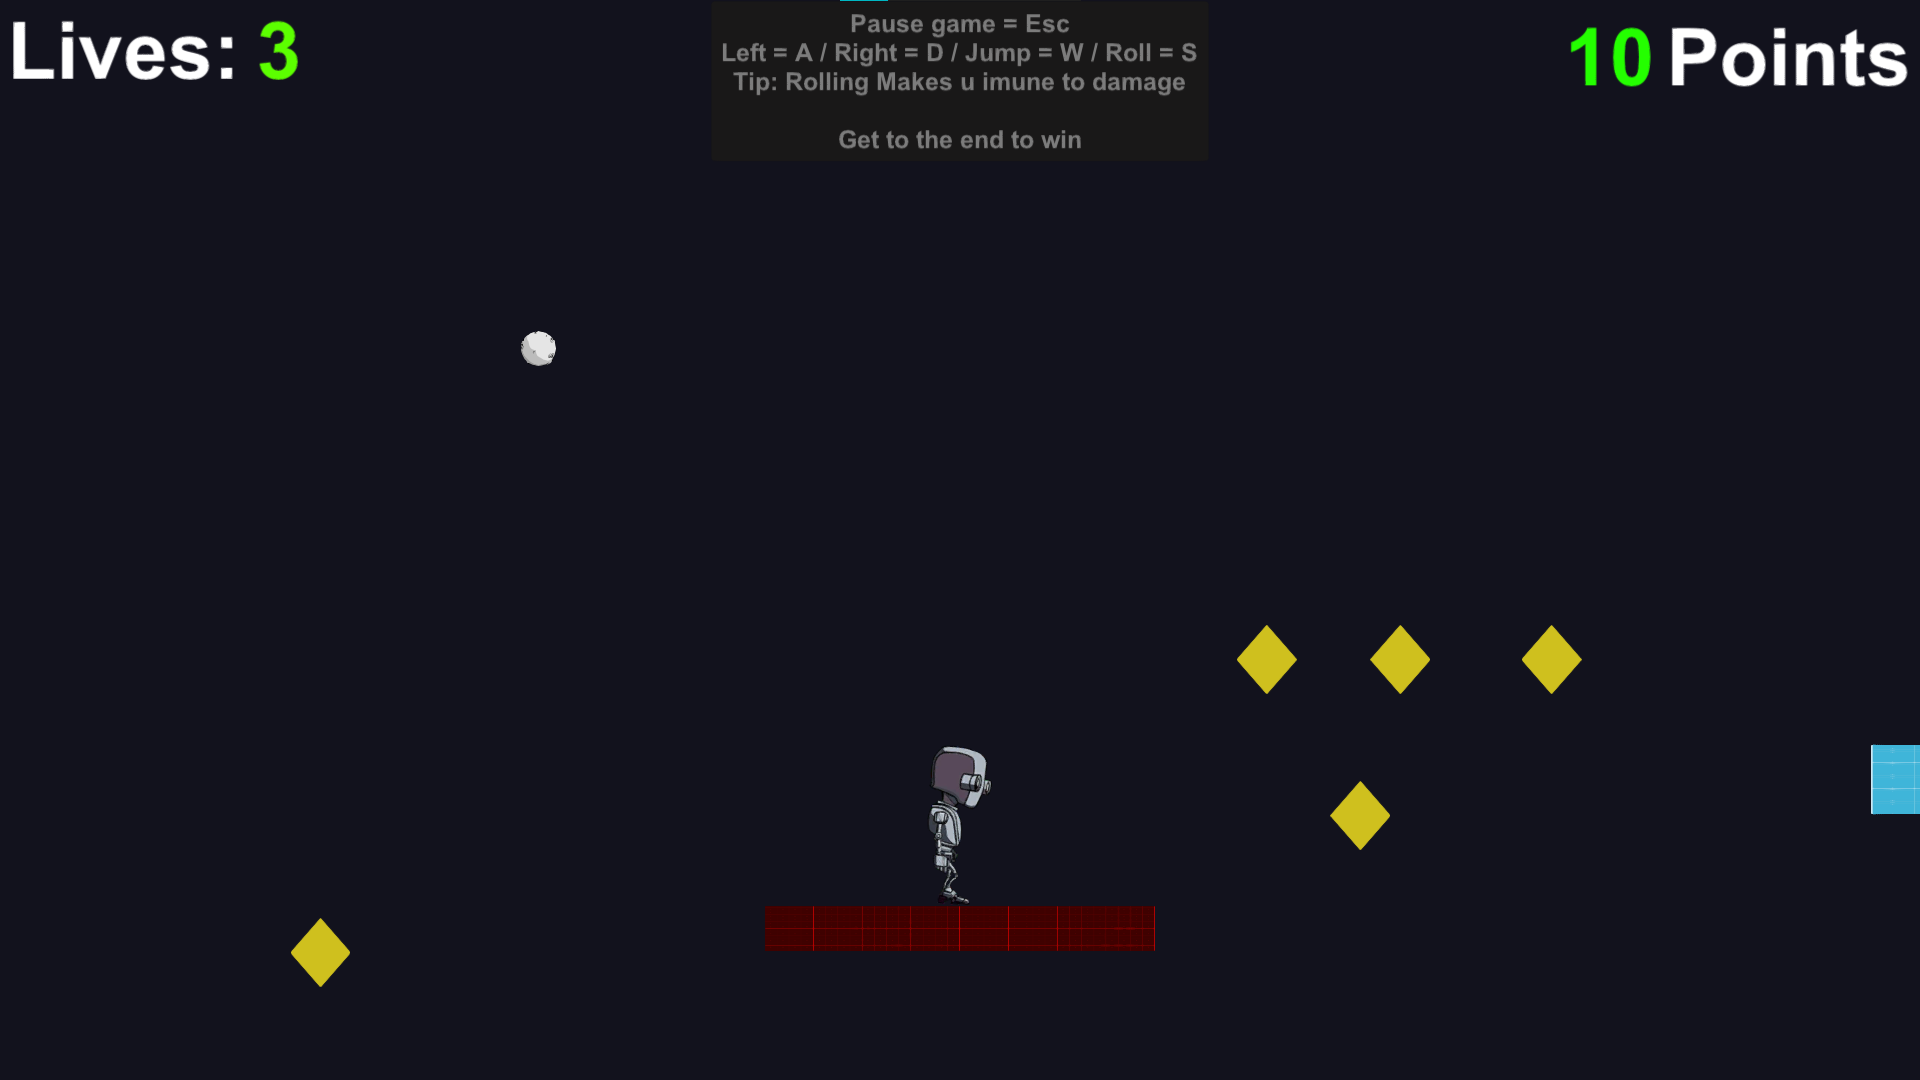 Lives: 3
Pause game = Esc
Left = A / Right = D / Jump = W / Roll = S
Tip: Rolling Makes u imune to damage
Get to the end to win
10 Points